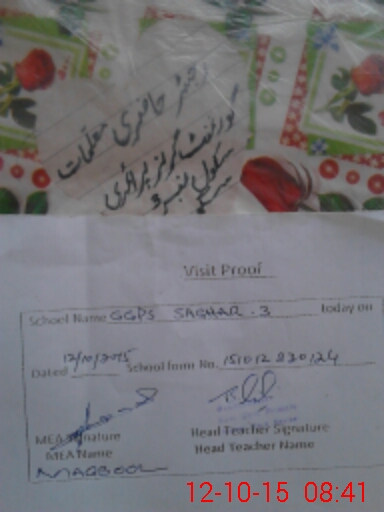 رجسٹر حاضری معلمات
گورنمنٹ گرلز پرائمری
سکول نمبر 3
Visit Proof
School Name GGPS SAGHAR . 3 today on
Dated 12/10/2015 School form No. 151012230124
MEA Signature Head Teacher Signature
MEA Name Head Teacher Name
MAQBOOL
12-10-15 08:41